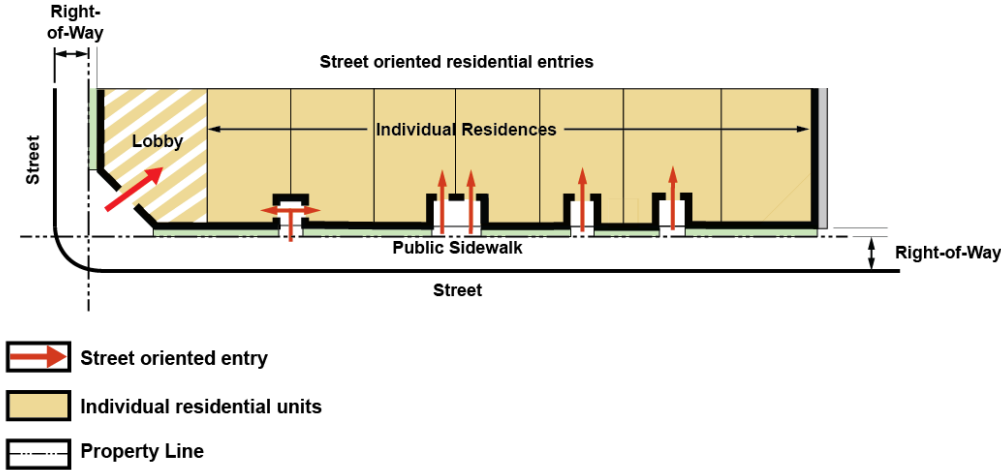 Right-
of-Way
Street oriented residential entries
Individual Residences
Lobby
Street
Public Sidewalk
Right-of-Way
Street
Street oriented entry
Individual residential units
Property Line